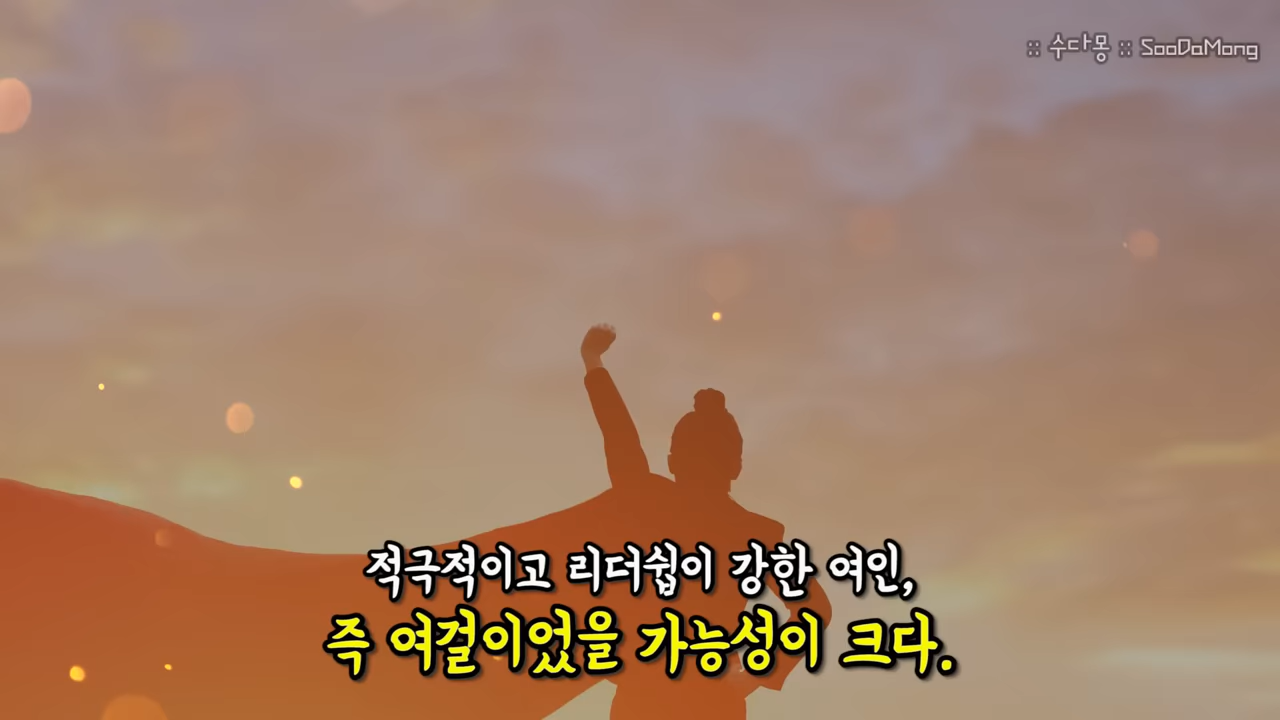 :: 수다몽 :: SooDaMong
적극적이고 리더쉽이 강한 여인,
즉 여걸이었을 가능성이 크다.